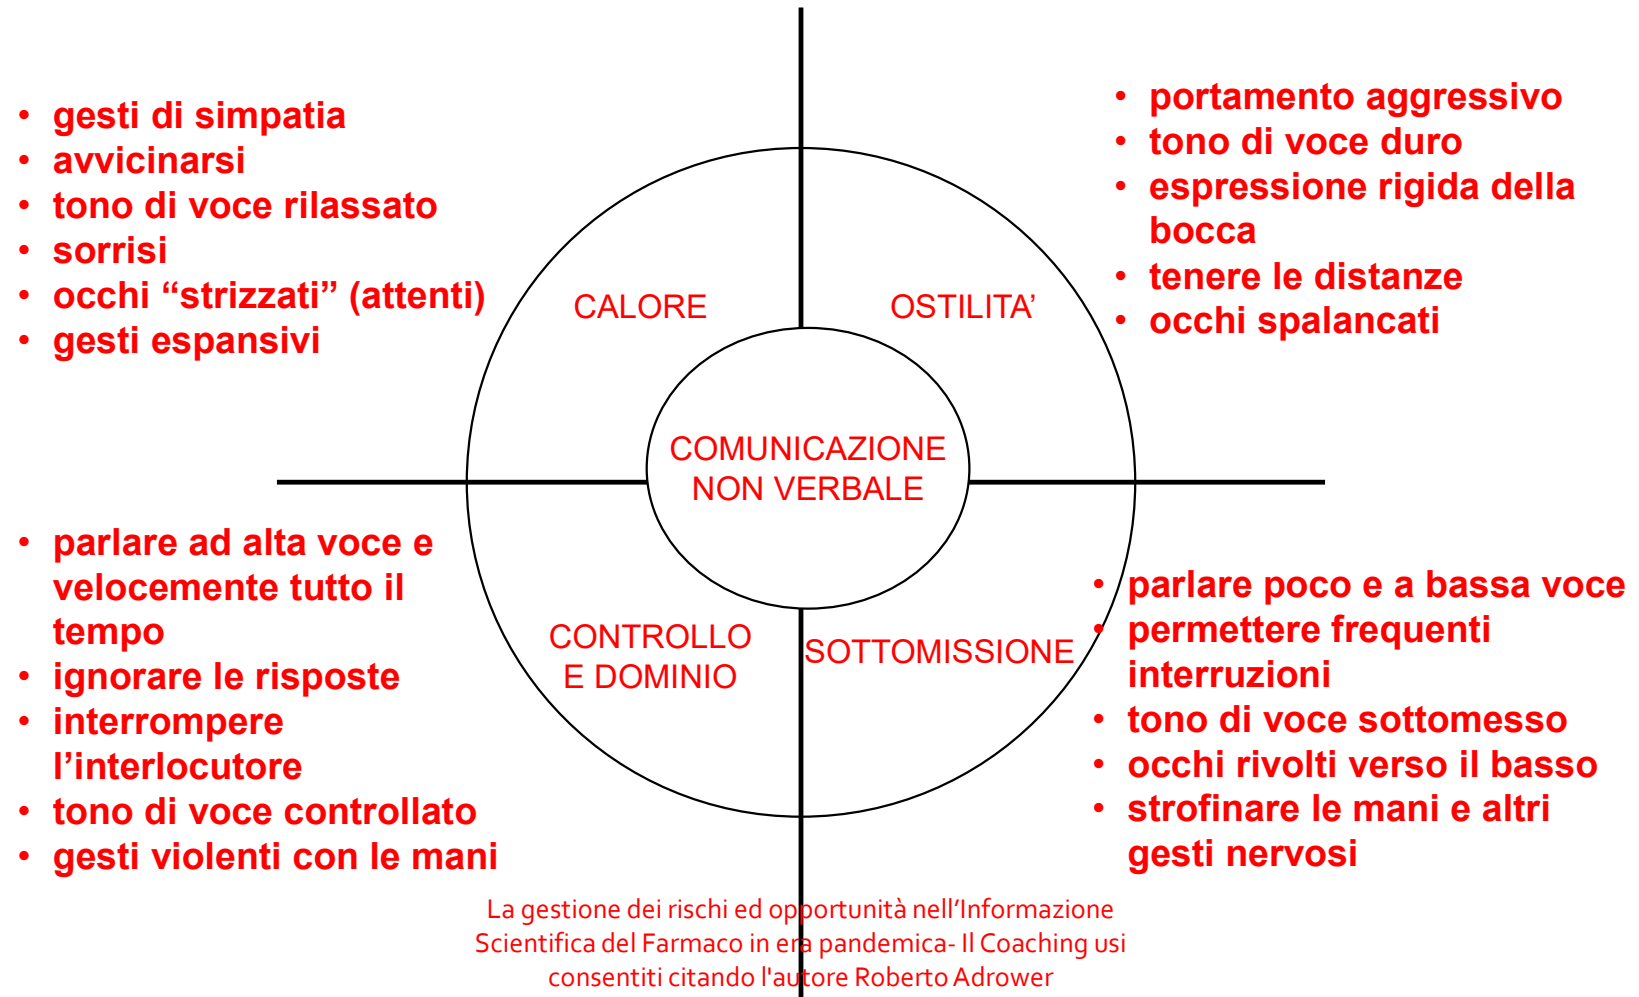 • gesti di simpatia
• avvicinarsi
• tono di voce rilassato
• sorrisi
• occhi “strizzati” (attenti)
• gesti espansivi
• portamento aggressivo
• tono di voce duro
• espressione rigida della
bocca
• tenere le distanze
• occhi spalancati
CALORE
OSTILITA’
COMUNICAZIONE
NON VERBALE
• parlare ad alta voce e
velocemente tutto il
tempo
• ignorare le risposte
• interrompere
l’interlocutore
• tono di voce controllato
• gesti violenti con le mani
CONTROLLO
E DOMINIO
SOTTOMISSIONE
• parlare poco e a bassa voce
• permettere frequenti
interruzioni
• tono di voce sottomesso
• occhi rivolti verso il basso
• strofinare le mani e altri
gesti nervosi
La gestione dei rischi ed opportunità nell’Informazione
Scientifica del Farmaco in era pandemica- Il Coaching usi
consentiti citando l'autore Roberto Adrower